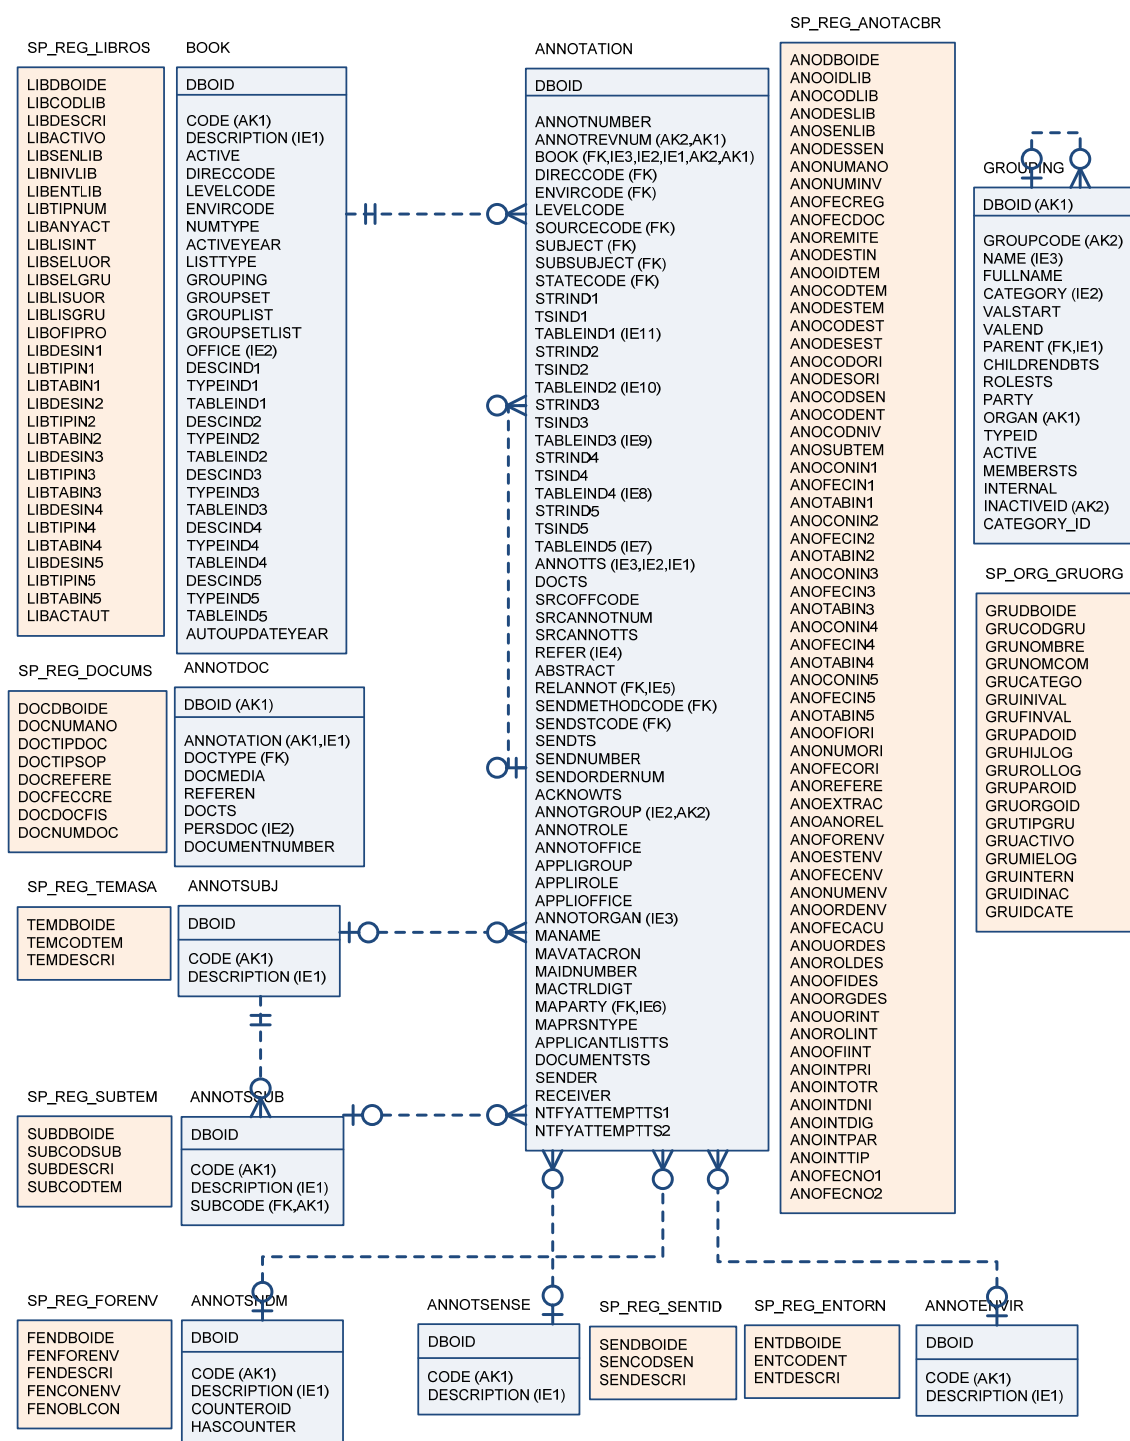 SP_REG_LIBROS
LIBDBOIDE
LIBCODLIB
LIBDESCRI
LIBACTIVO
LIBSENLIB
LIBNIVLIB
LIBENTLIB
LIBTIPNUM
LIBANYACT
LIBLISINT
LIBSELUOR
LIBSELGRU
LIBLISUOR
LIBLISGRU
LIBOFIPRO
LIBDESIN1
LIBTIPIN1
LIBTABIN1
LIBDESIN2
LIBTIPIN2
LIBTABIN2
LIBDESIN3
LIBTIPIN3
LIBTABIN3
LIBDESIN4
LIBTIPIN4
LIBTABIN4
LIBDESIN5
LIBTIPIN5
LIBTABIN5
LIBACTAUT
BOOK
DBOID
CODE (AK1)
DESCRIPTION (IE1)
ACTIVE
DIRECCODE
LEVELCODE
ENVIRCODE
NUMTYPE
ACTIVEYEAR
LISTTYPE
GROUPING
GROUPSET
GROUPLIST
GROUPSETLIST
OFFICE (IE2)
DESCIND1
TYPEIND1
TABLEIND1
DESCIND2
TYPEIND2
TABLEIND2
DESCIND3
TYPEIND3
TABLEIND3
DESCIND4
TYPEIND4
TABLEIND4
DESCIND5
TYPEIND5
TABLEIND5
AUTOUPDATEYEAR
ANNOTATION
DBOID
ANNOTNUMBER
ANNOTREVNUM (AK2,AK1)
BOOK (FK,IE3,IE2,IE1,AK2,AK1)
DIRECCODE (FK)
ENVIRCODE (FK)
LEVELCODE
SOURCECODE (FK)
SUBJECT (FK)
SUBSUBJECT (FK)
STATECODE (FK)
STRIND1
TSIND1
TABLEIND1 (IE11)
STRIND2
TSIND2
TABLEIND2 (IE10)
STRIND3
TSIND3
TABLEIND3 (IE9)
STRIND4
TSIND4
TABLEIND4 (IE8)
STRIND5
TSIND5
TABLEIND5 (IE7)
ANNOTTS (IE3,IE2,IE1)
DOCTS
SRCOFFCODE
SRCANNOTNUM
SRCANNOTTS
REFER (IE4)
ABSTRACT
RELANNOT (FK,IE5)
SENDMETHODCODE (FK)
SENDSTCODE (FK)
SENDTS
SENDNUMBER
SENDORDERNUM
ACKNOWTS
ANNOTGROUP (IE2,AK2)
ANNOTROLE
ANNOTOFFICE
APPLIGROUP
APPLIROLE
APPLIOFFICE
ANNOTORGAN (IE3)
MANAME
MAVATACRON
MAIDNUMBER
MACTRLDIGT
MAPARTY (FK,IE6)
MAPRSNTYPE
APPLICANTLISTTS
DOCUMENTSTS
SENDER
RECEIVER
NTFYATTEMPTTS1
NTFYATTEMPTTS2
SP_REG_ANOTACBR
ANODBOIDE
ANOOIDLIB
ANOCODLIB
ANODESLIB
ANOSENLIB
ANODESSEN
ANONUMANO
ANONUMINV
ANOFECREG
ANOFECDOC
ANOREMITE
ANODESTIN
ANOOIDTEM
ANOCODTEM
ANODESTEM
ANOCODEST
ANODESEST
ANOCODORI
ANODESORI
ANOCODSEN
ANOCODENT
ANOCODNIV
ANOSUBTEM
ANOCONIN1
ANOFECIN1
ANOTABIN1
ANOCONIN2
ANOFECIN2
ANOTABIN2
ANOCONIN3
ANOFECIN3
ANOTABIN3
ANOCONIN4
ANOFECIN4
ANOTABIN4
ANOCONIN5
ANOFECIN5
ANOTABIN5
ANOOFIORI
ANONUMORI
ANOFECORI
ANOREFERE
ANOEXTRAC
ANOANOREL
ANOFORENV
ANOESTENV
ANOFECENV
ANONUMENV
ANOORDENV
ANOFECACU
ANOUORDES
ANOROLDES
ANOOFIDES
ANOORGDES
ANOUORINT
ANOROLINT
ANOOFIINT
ANOINTPRI
ANOINTOTR
ANOINTDNI
ANOINTDIG
ANOINTPAR
ANOINTTIP
ANOFECNO1
ANOFECNO2
GROUPING
DBOID (AK1)
GROUPCODE (AK2)
NAME (IE3)
FULLNAME
CATEGORY (IE2)
VALSTART
VALEND
PARENT (FK,IE1)
CHILDRENDBTS
ROLESTS
PARTY
ORGAN (AK1)
TYPEID
ACTIVE
MEMBERSTS
INTERNAL
INACTIVEID (AK2)
CATEGORY_ID
SP_ORG_GRUORG
GRUDBOIDE
GRUCODGRU
GRUNOMBRE
GRUNOMCOM
GRUCATEGO
GRUINIVAL
GRUFINVAL
GRUPADOID
GRUHIJLOG
GRUROLLOG
GRUPAROID
GRUORGOID
GRUTIPGRU
GRUACTIVO
GRUMIELOG
GRUINTERN
GRUIDINAC
GRUIDCATE
SP_REG_DOCUMS
DOCDBOIDE
DOCNUMANO
DOCTIPDOC
DOCTIPSOP
DOCREFERE
DOCFECCRE
DOCDOCFIS
DOCNUMDOC
ANNOTDOC
DBOID (AK1)
ANNOTATION (AK1,IE1)
DOCTYPE (FK)
DOCMEDIA
REFEREN
DOCTS
PERSDOC (IE2)
DOCUMENTNUMBER
SP_REG_TEMASA
TEMDBOIDE
TEMCODTEM
TEMDESCRI
ANNOTSUBJ
DBOID
CODE (AK1)
DESCRIPTION (IE1)
SP_REG_SUBTEM
SUBDBOIDE
SUBCODSUB
SUBDESCRI
SUBCODTEM
ANNOTSSUB
DBOID
CODE (AK1)
DESCRIPTION (IE1)
SUBCODE (FK,AK1)
SP_REG_FORENV
FENDBOIDE
FENFORENV
FENDESCRI
FENCONENV
FENOBLCON
ANNOTSNDM
DBOID
CODE (AK1)
DESCRIPTION (IE1)
COUNTEROID
HASCOUNTER
ANNOTSENSE
DBOID
CODE (AK1)
DESCRIPTION (IE1)
SP_REG_SENTID
SENDBOIDE
SENCODSEN
SENDESCRI
SP_REG_ENTORN
ENTDBOIDE
ENTCODENT
ENTDESCRI
ANNOTENVIR
DBOID
CODE (AK1)
DESCRIPTION (IE1)